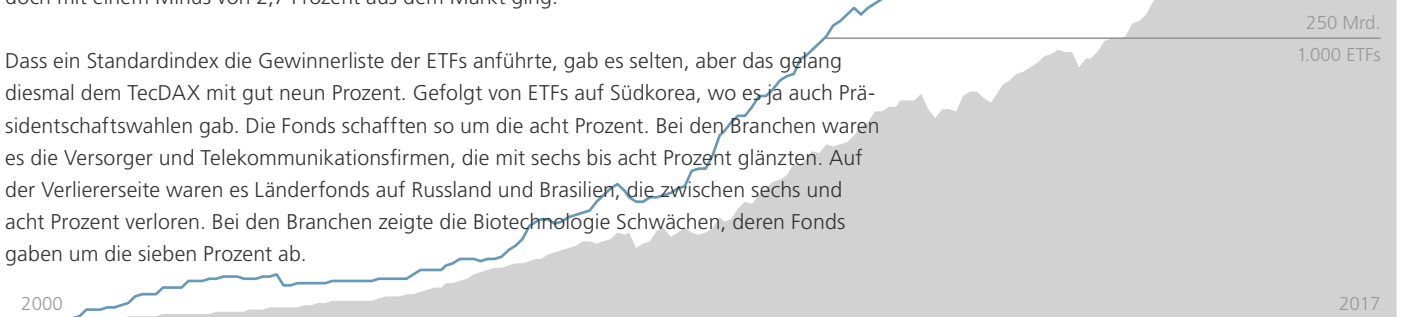 doch mit einem Minus von 2,7 Prozent aus dem Markt ging.
250 Mrd.
1.000 ETFs
Dass ein Standardindex die Gewinnerliste der ETFs anführte, gab es selten, aber das gelang
diesmal dem TecDAX mit gut neun Prozent. Gefolgt von ETFs auf Südkorea, wo es ja auch Prä-
sidentschaftswahlen gab. Die Fonds schafften so um die acht Prozent. Bei den Branchen waren
es die Versorger und Telekommunikationsfirmen, die mit sechs bis acht Prozent glänzten. Auf
der Verliererseite waren es Länderfonds auf Russland und Brasilien, die zwischen sechs und
acht Prozent verloren. Bei den Branchen zeigte die Biotechnologie Schwächen, deren Fonds
gaben um die sieben Prozent ab.
2000
2017